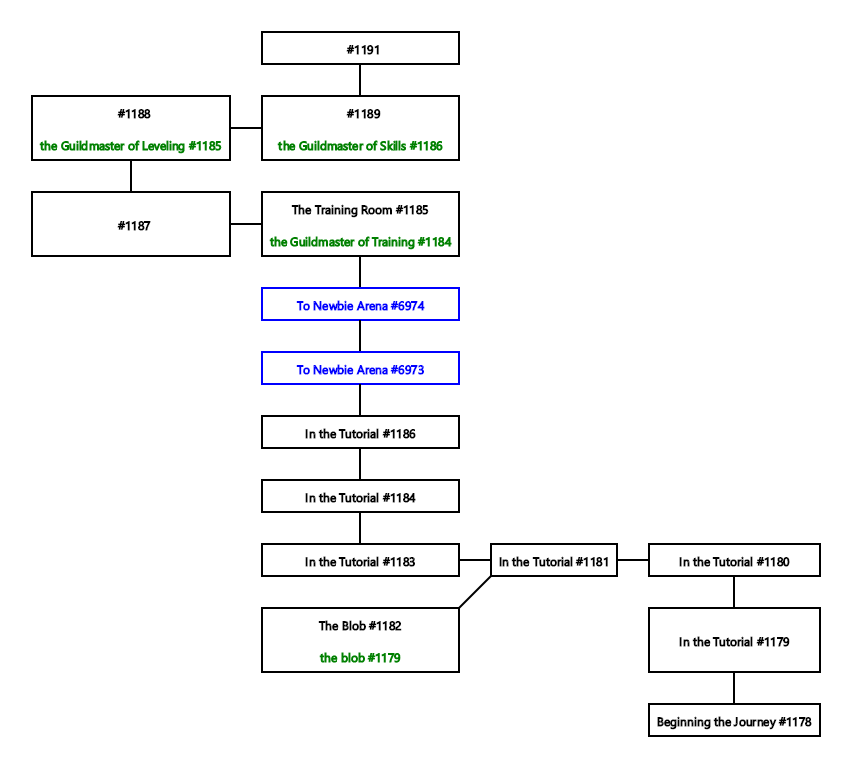 #1191
#1188
the Guildmaster of Leveling #1185
#1189
the Guildmaster of Skills #1186
#1187
The Training Room #1185
the Guildmaster of Training #1184
To Newbie Arena #6974
To Newbie Arena #6973
In the Tutorial #1186
In the Tutorial #1184
In the Tutorial #1183
In the Tutorial #1181
In the Tutorial #1180
The Blob #1182
the blob #1179
In the Tutorial #1179
Beginning the Journey #1178